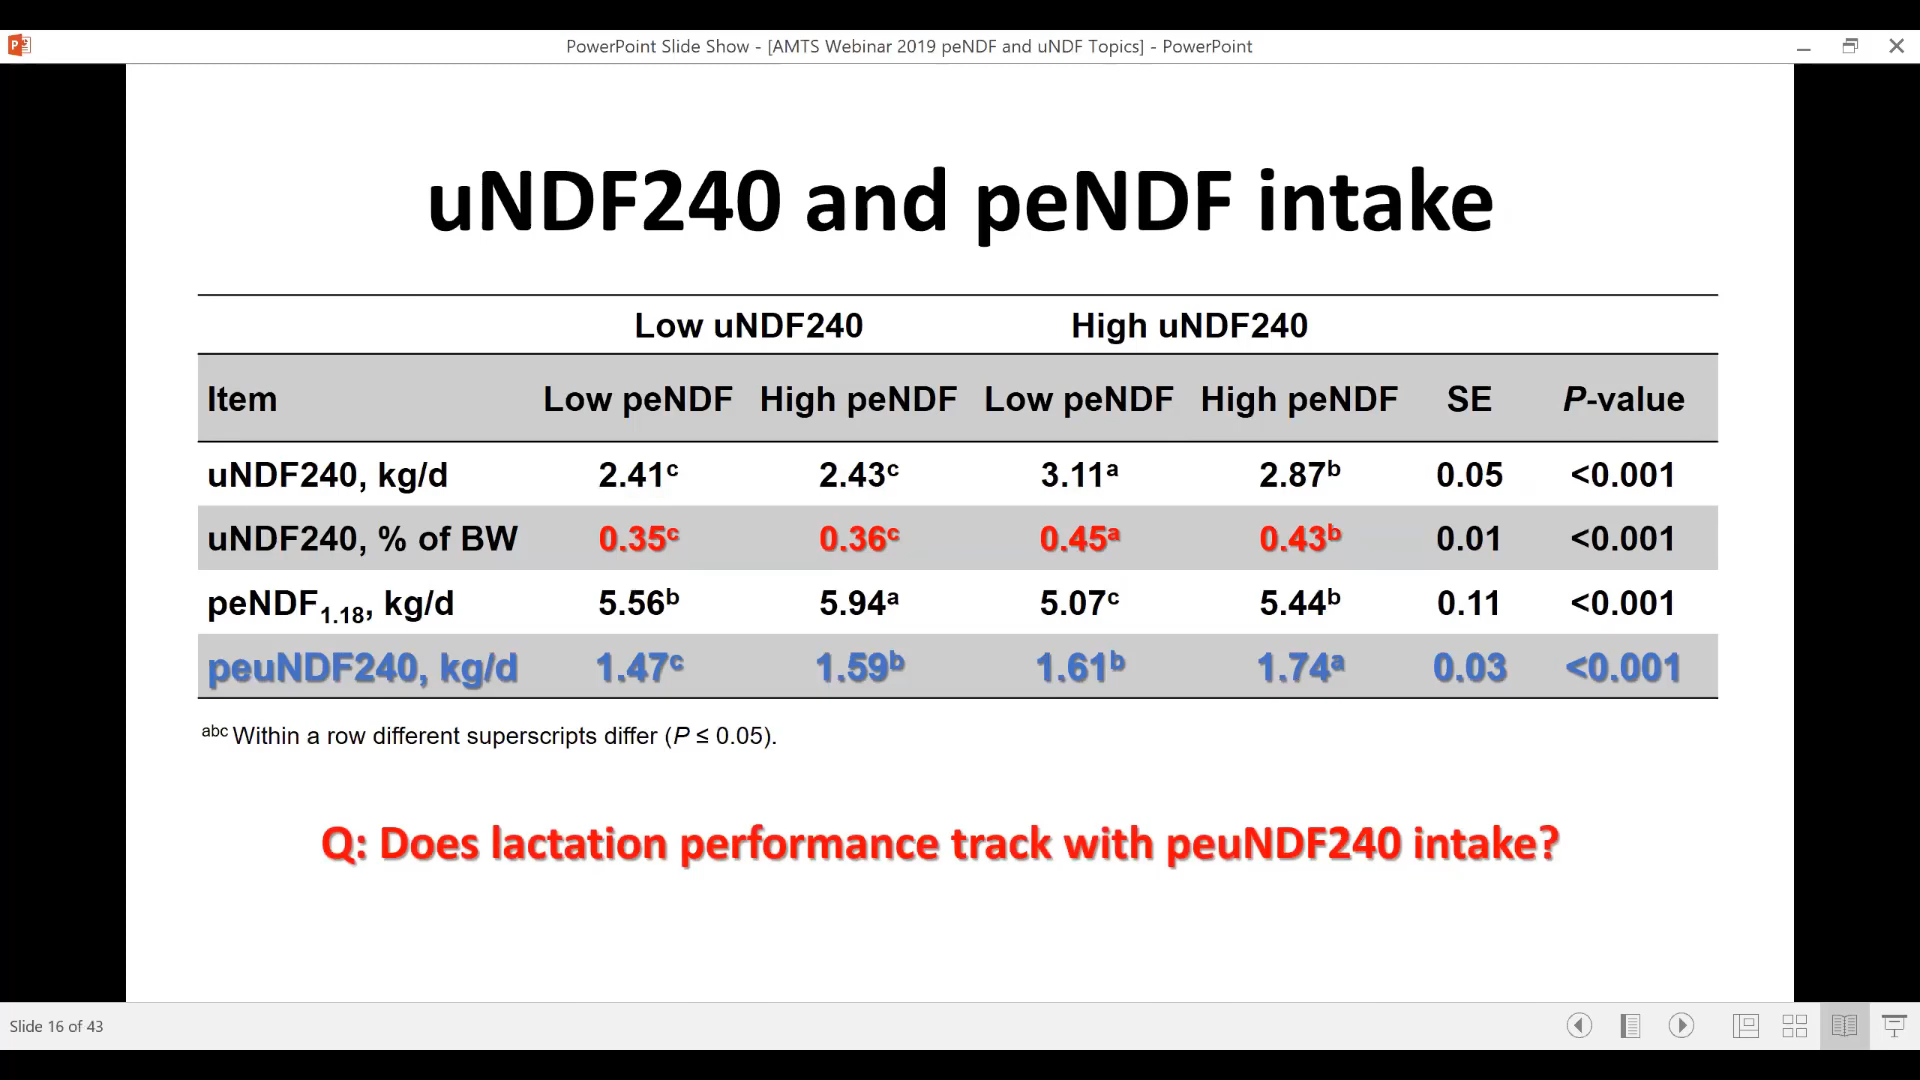 PowerPoint Slide Show - [AMTS Webinar 2019 peNDF and uNDF Topics] - PowerPoint
uNDF240 and peNDF intake
Low uNDF240 High uNDF240
Item Low peNDF High peNDF Low peNDF High peNDF SE P-value
uNDF240, kg/d 2.41c 2.43c 3.11a 2.87b 0.05 <0.001
uNDF240, % of BW 0.35c 0.36c 0.45a 0.43b 0.01 <0.001
peNDF1.18, kg/d 5.56b 5.94a 5.07c 5.44b 0.11 <0.001
peuNDF240, kg/d 1.47c 1.59b 1.61b 1.74a 0.03 <0.001
abc Within a row different superscripts differ (P ≤ 0.05).
Q: Does lactation performance track with peuNDF240 intake?
Slide 16 of 43